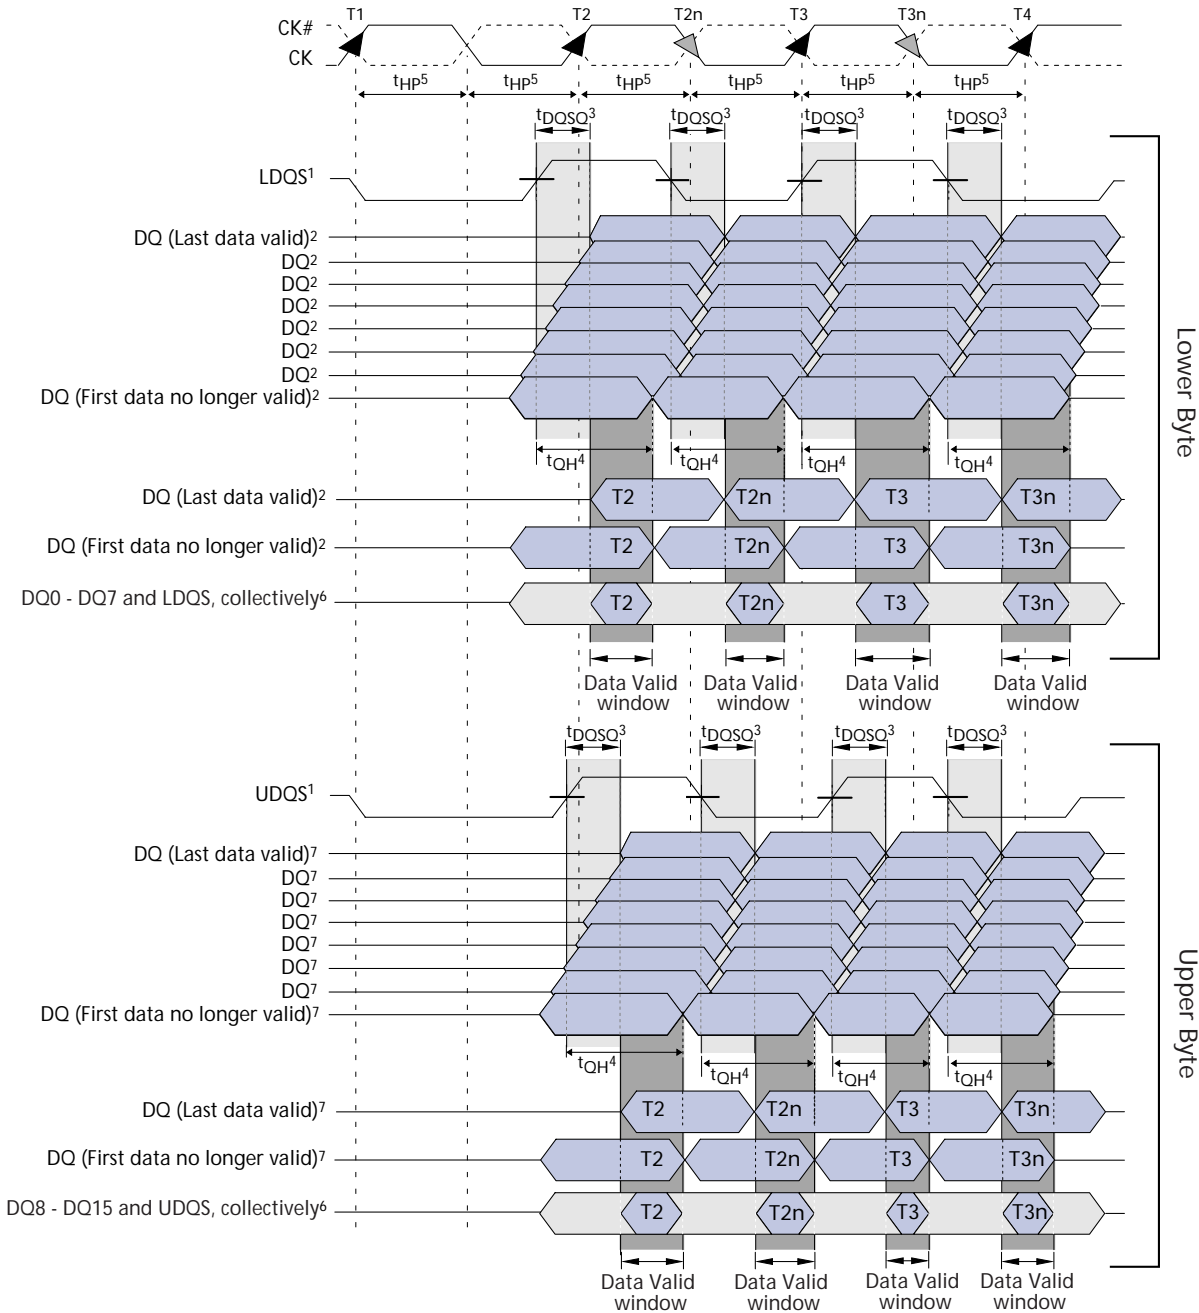 T1 T2 T2n T3 T3n T4
CK#
CK
tHP5 tHP5 tHP5 tHP5 tHP5 tHP5
tDQSQ3 tDQSQ3 tDQSQ3 tDQSQ3
LDQS1
DQ (Last data valid)2
DQ2
DQ2
DQ2
DQ2
DQ2
DQ2
DQ (First data no longer valid)2
tQH4 tQH4 tQH4 tQH4
DQ (Last data valid)2 T2 T2n T3 T3n
DQ (First data no longer valid)2 T2 T2n T3 T3n
DQ0 - DQ7 and LDQS, collectively6 T2 T2n T3 T3n
Data Valid window
Data Valid window
Data Valid window
Data Valid window
Lower Byte
tDQSQ3 tDQSQ3 tDQSQ3 tDQSQ3
UDQS1
DQ (Last data valid)7
DQ7
DQ7
DQ7
DQ7
DQ7
DQ7
DQ (First data no longer valid)7
tQH4 tQH4 tQH4 tQH4
DQ (Last data valid)7 T2 T2n T3 T3n
DQ (First data no longer valid)7 T2 T2n T3 T3n
DQ8 - DQ15 and UDQS, collectively6 T2 T2n T3 T3n
Data Valid window
Data Valid window
Data Valid window
Data Valid window
Upper Byte